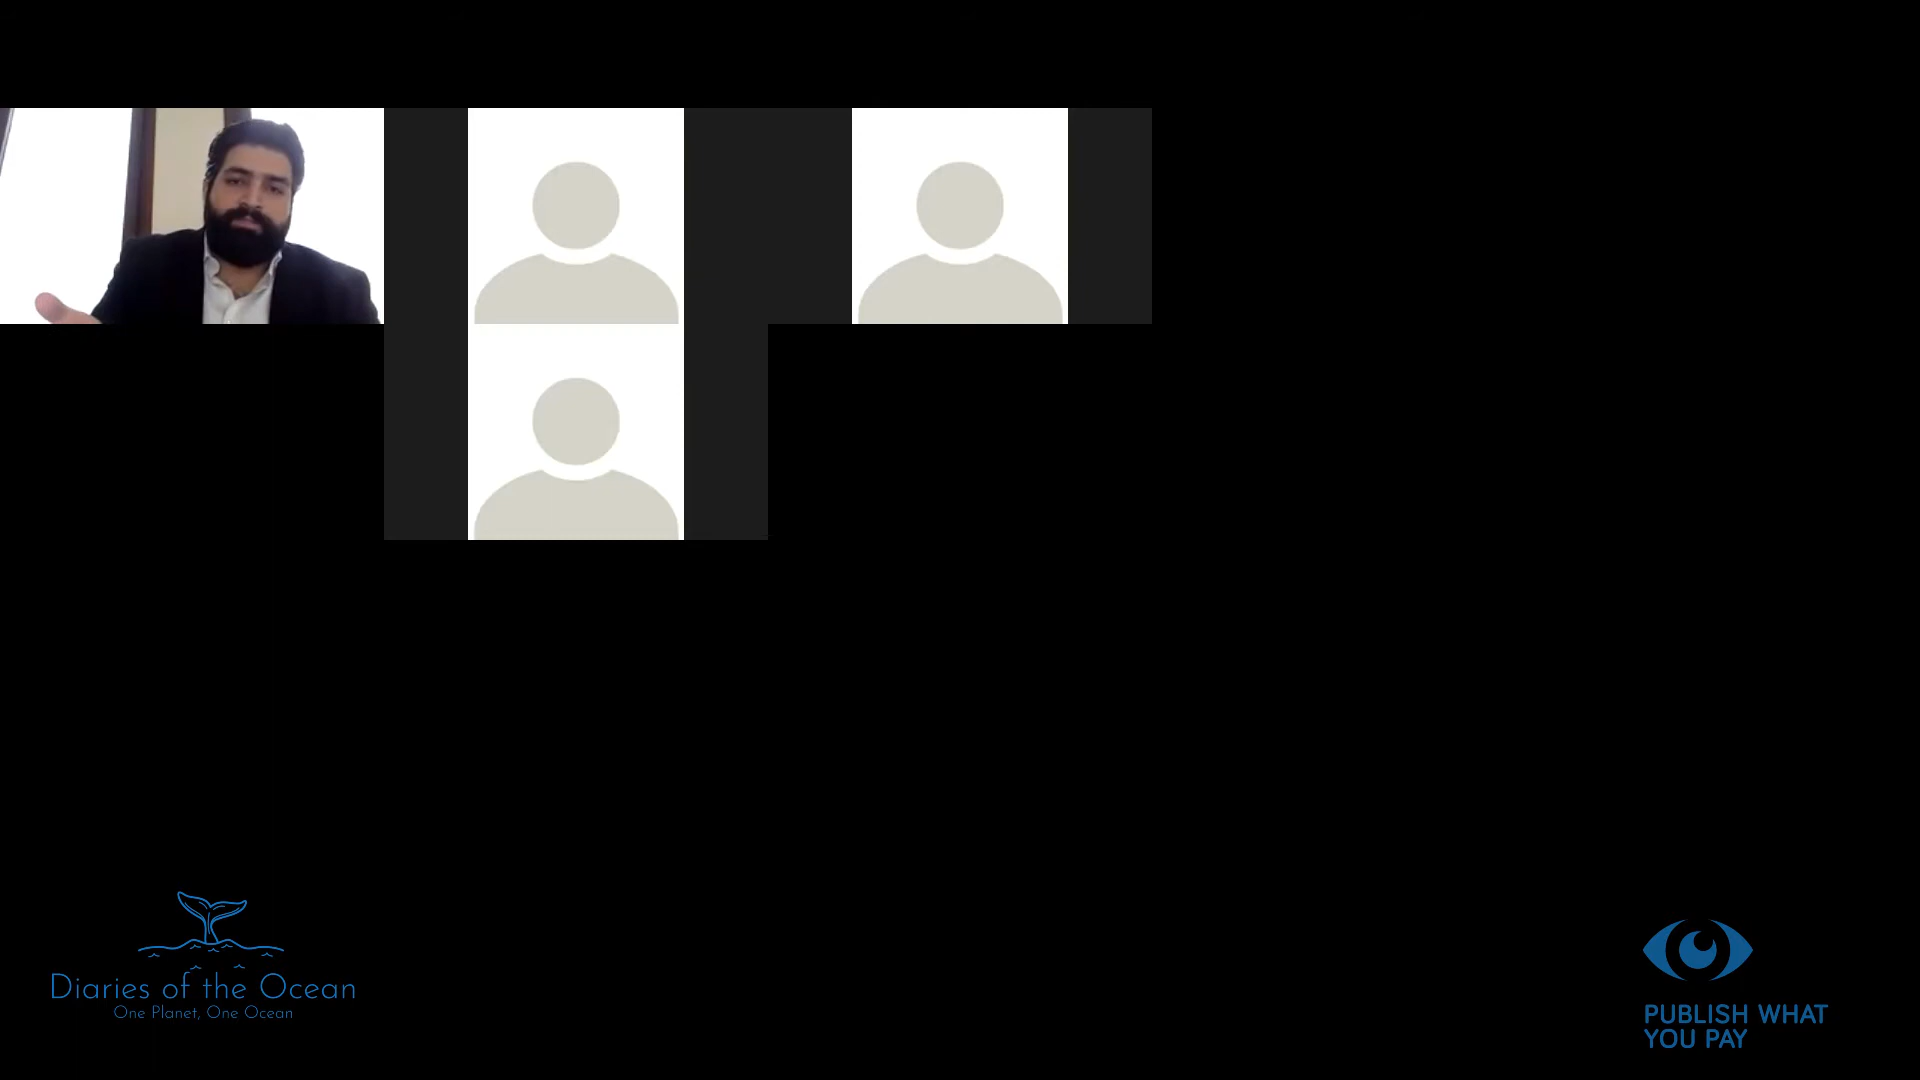 Diaries of the Ocean
One Planet, One Ocean
PUBLISH WHAT
YOU PAY